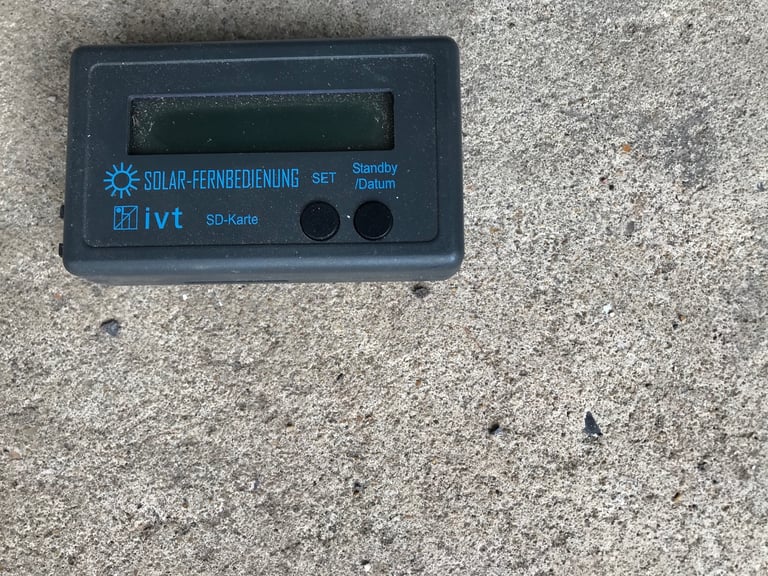 SOLAR-FERNBEDIENUNG
SET
Standby
/Datum
ivt
SD-Karte